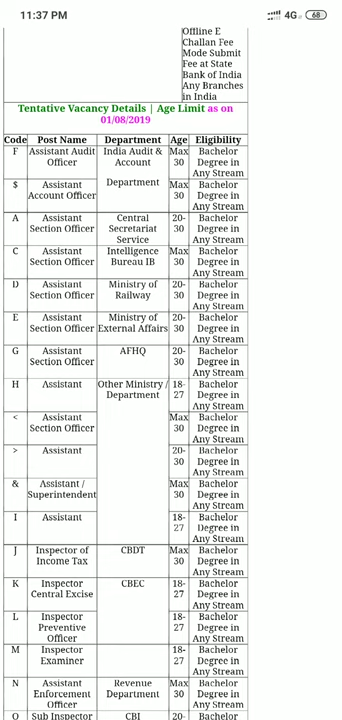 11:37 PM
4G
68
Offline E
Challan Fee
Mode Submit
Fee at State
Bank of India
Any Branches
in India
Tentative Vacancy Details | Age Limit as on
01/08/2019
Code Post Name Department Age Eligibility
F Assistant Audit India Audit & Max Bachelor
Officer Account 30 Degree in
Any Stream
Department
$ Assistant Max Bachelor
Account Officer 30 Degree in
Any Stream
A Assistant Central 20- Bachelor
Section Officer Secretariat 30 Degree in
Service Any Stream
C Assistant Intelligence Max Bachelor
Section Officer Bureau IB 30 Degree in
Any Stream
D Assistant Ministry of 20- Bachelor
Section Officer Railway 30 Degree in
Any Stream
E Assistant Ministry of 20- Bachelor
Section Officer External Affairs 30 Degree in
Any Stream
G Assistant AFHQ 20- Bachelor
Section Officer 30 Degree in
Any Stream
H Assistant Other Ministry / 18- Bachelor
Department 27 Degree in
Any Stream
< Assistant Max Bachelor
Section Officer 30 Degree in
Any Stream
> Assistant 20- Bachelor
30 Degree in
Any Stream
& Assistant / Max Bachelor
Superintendent 30 Degree in
Any Stream
I Assistant 18- Bachelor
27 Degree in
Any Stream
J Inspector of CBDT Max Bachelor
Income Tax 30 Degree in
Any Stream
K Inspector CBEC 18- Bachelor
Central Excise 27 Degree in
Any Stream
L Inspector 18- Bachelor
Preventive 27 Degree in
Officer Any Stream
M Inspector 18- Bachelor
Examiner 27 Degree in
Any Stream
N Assistant Revenue Max Bachelor
Enforcement Department 30 Degree in
Officer Any Stream
O Sub Inspector CBI 20- Bachelor